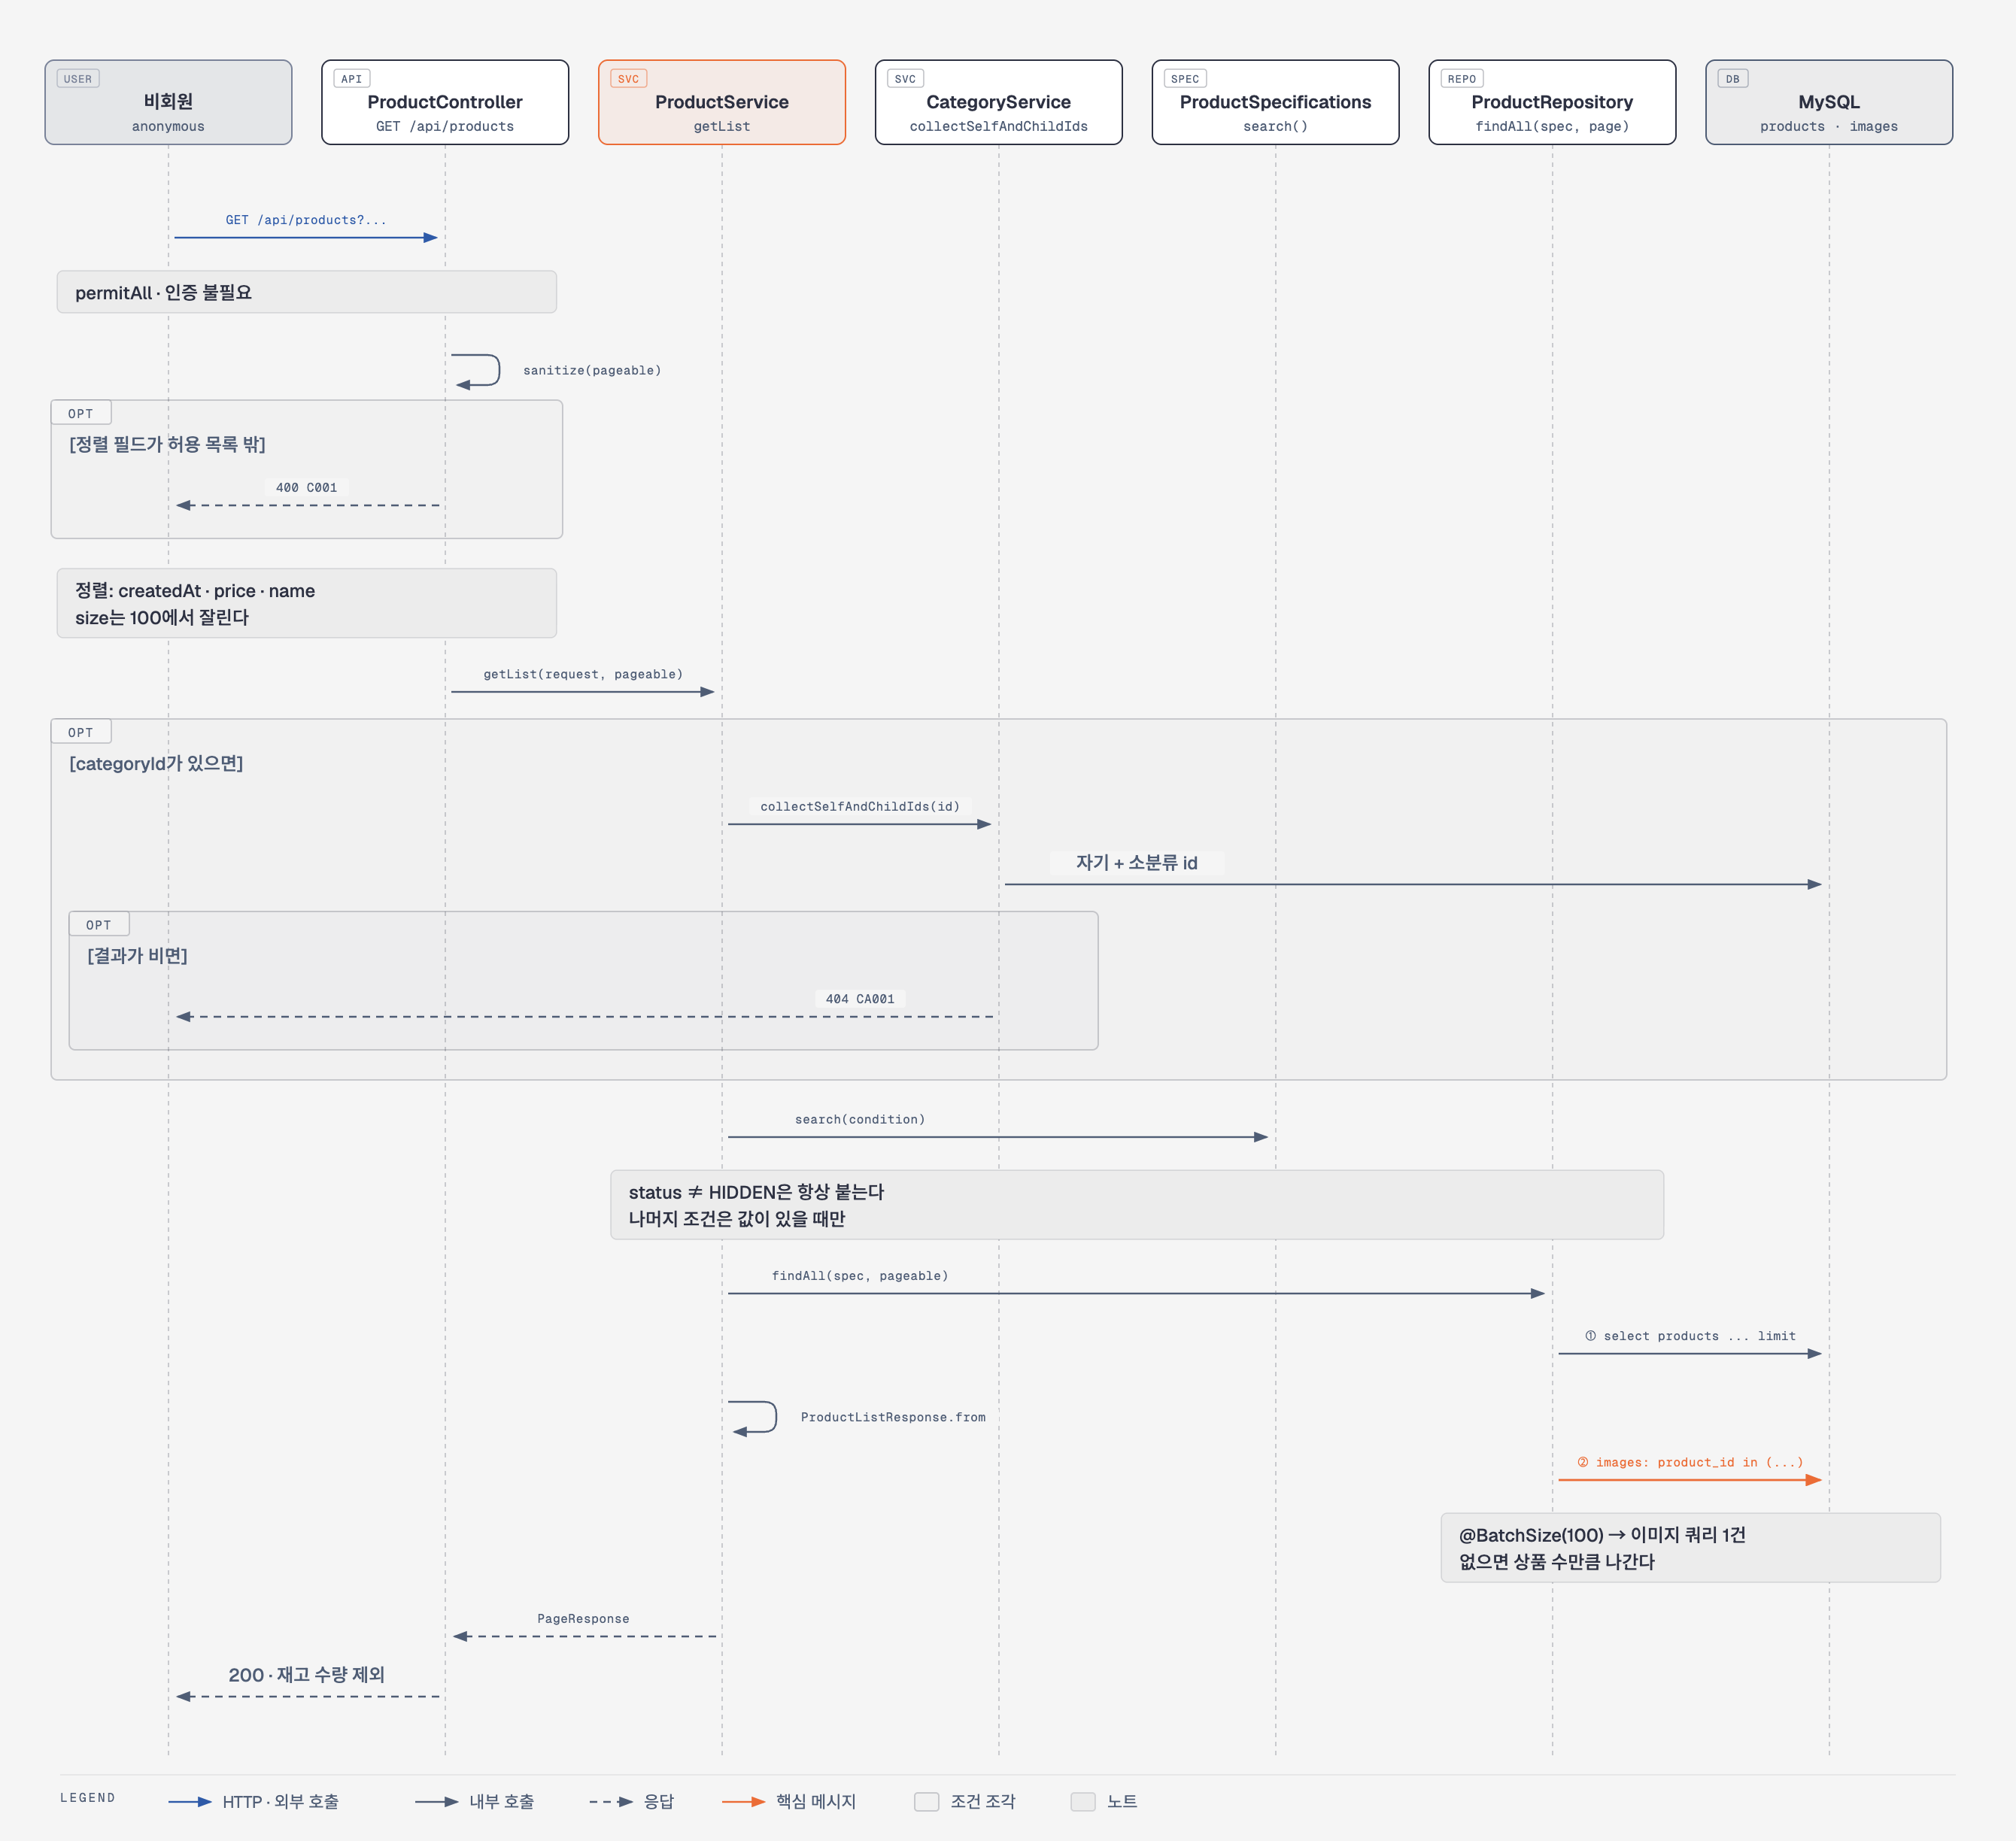 USER
비회원
anonymous
API
ProductController
GET /api/products
SVC
ProductService
getList
SVC
CategoryService
collectSelfAndChildIds
SPEC
ProductSpecifications
search()
REPO
ProductRepository
findAll(spec, page)
DB
MySQL
products · images
GET /api/products?...
permitAll · 인증 불필요
sanitize(pageable)
OPT
[정렬 필드가 허용 목록 밖]
400 C001
정렬: createdAt · price · name
size는 100에서 잘린다
getList(request, pageable)
OPT
[categoryId가 있으면]
collectSelfAndChildIds(id)
자기 + 소분류 id
OPT
[결과가 비면]
404 CA001
search(condition)
status ≠ HIDDEN은 항상 붙는다
나머지 조건은 값이 있을 때만
findAll(spec, pageable)
① select products ... limit
ProductListResponse.from
② images: product_id in (...)
@BatchSize(100) → 이미지 쿼리 1건
없으면 상품 수만큼 나간다
PageResponse
200 · 재고 수량 제외
LEGEND
HTTP · 외부 호출
내부 호출
응답
핵심 메시지
조건 조각
노트